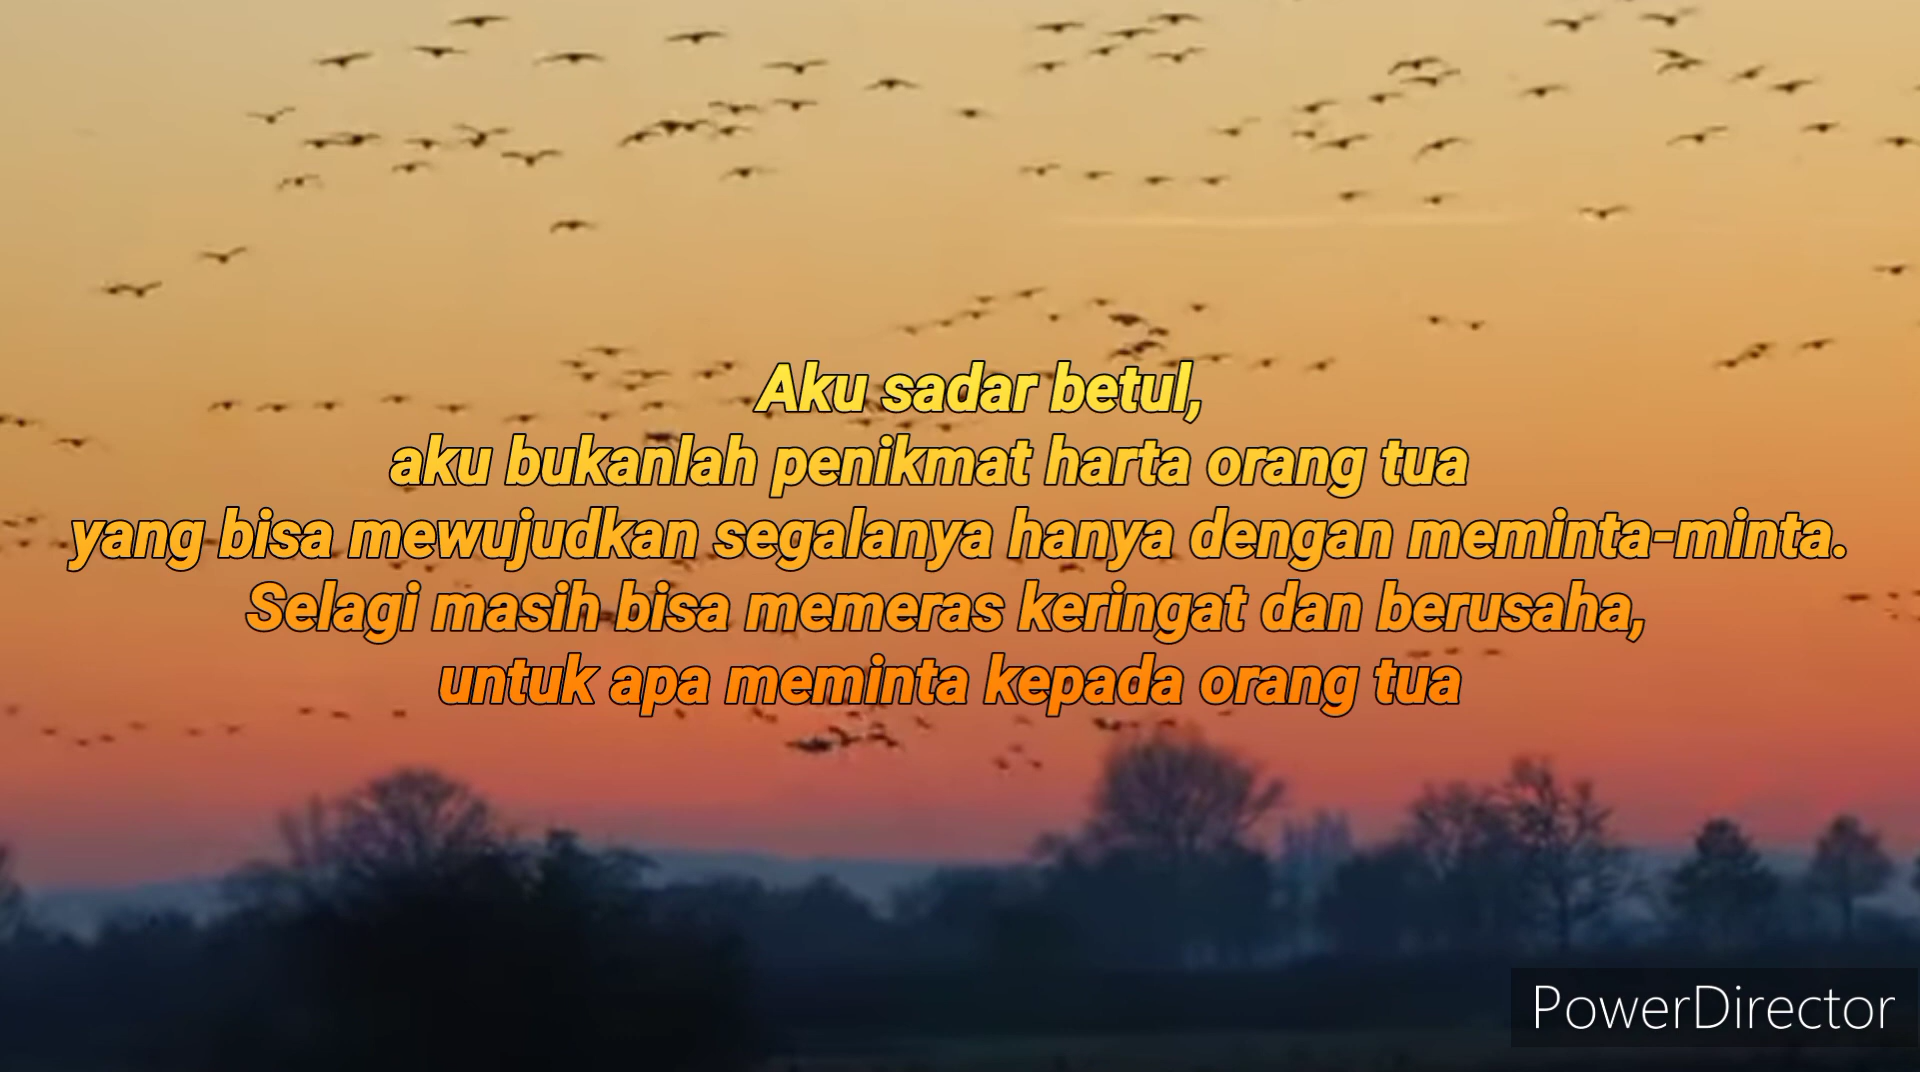 Aku sadar betul,
aku bukanlah penikmat harta orang tua
yang bisa mewujudkan segalanya hanya dengan meminta-minta.
Selagi masih bisa memeras keringat dan berusaha,
untuk apa meminta kepada orang tua
PowerDirector